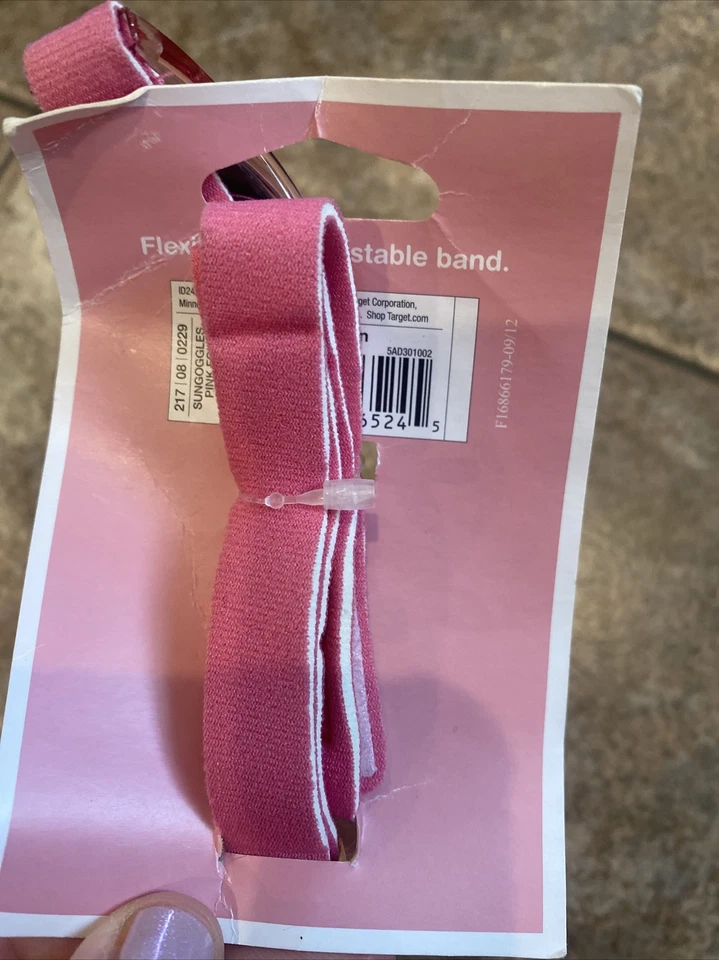 Flexi stable band.
ID24 get Corporation,
Minn . Shop Target.com
n
5AD301002
217 | 08 | 0229
SUNGOGGLES
PINK
6524 5
F16866179-09/12